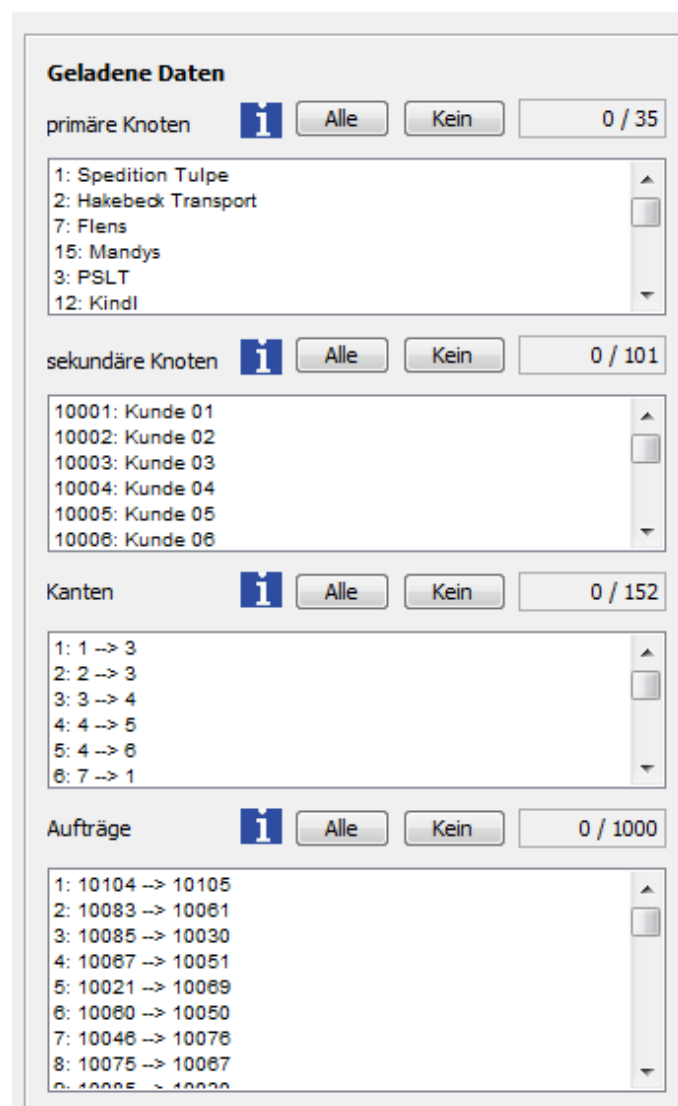 Geladene Daten
primäre Knoten i Alle Kein 0 / 35
1: Spedition Tulpe
2: Hakebeck Transport
7: Flens
15: Mandys
3: PSLT
12: Kindl
sekundäre Knoten i Alle Kein 0 / 101
10001: Kunde 01
10002: Kunde 02
10003: Kunde 03
10004: Kunde 04
10005: Kunde 05
10006: Kunde 06
Kanten i Alle Kein 0 / 152
1: 1 --> 3
2: 2 --> 3
3: 3 --> 4
4: 4 --> 5
5: 4 --> 6
6: 7 --> 1
Aufträge i Alle Kein 0 / 1000
1: 10104 --> 10105
2: 10083 --> 10061
3: 10085 --> 10030
4: 10067 --> 10051
5: 10021 --> 10069
6: 10060 --> 10050
7: 10046 --> 10076
8: 10075 --> 10067